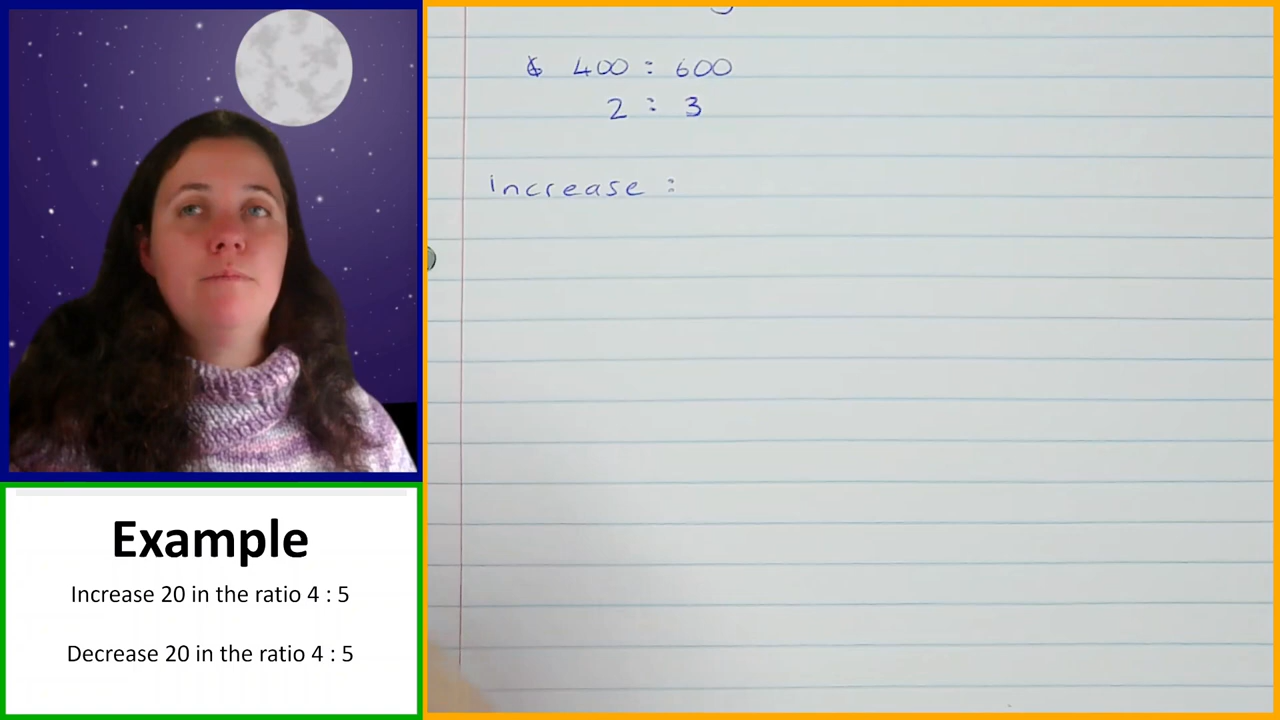 $ 400 : 600
2 : 3
increase :
Example
Increase 20 in the ratio 4 : 5
Decrease 20 in the ratio 4 : 5